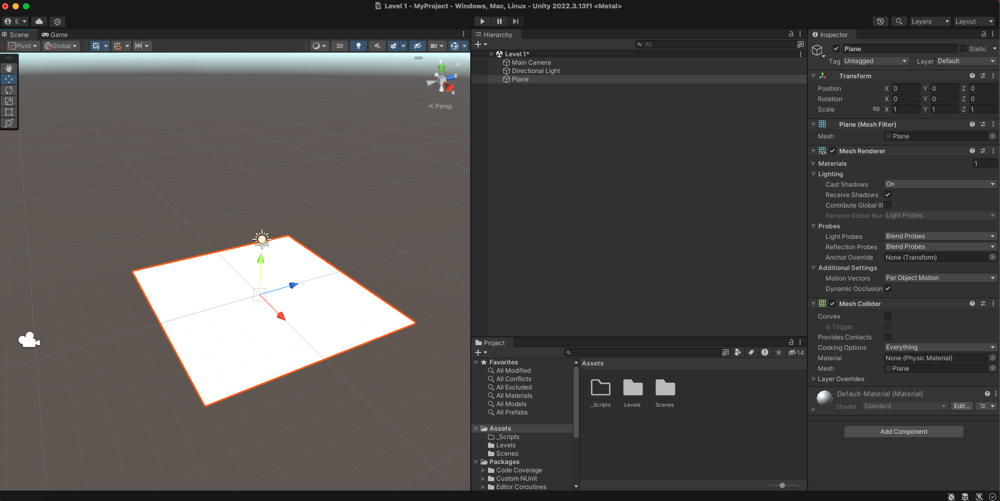 Level 1 - MyProject - Windows, Mac, Linux - Unity 2022.3.13f1 <Metal>
E
Layers
Layout
Scene
Game
Pivot
Global
2D
y
z
x
Persp
Hierarchy
All
Level 1*
Main Camera
Directional Light
Plane
Project
14
Favorites
All Modified
All Conflicts
All Excluded
All Materials
All Models
All Prefabs
Assets
_Scripts
Levels
Scenes
Packages
Code Coverage
Custom NUnit
Editor Coroutines
Assets
_Scripts
Levels
Scenes
Inspector
Plane
Static
Tag Untagged Layer Default
Transform
Position X 0 Y 0 Z 0
Rotation X 0 Y 0 Z 0
Scale X 1 Y 1 Z 1
Plane (Mesh Filter)
Mesh Plane
Mesh Renderer
Materials 1
Lighting
Cast Shadows On
Receive Shadows
Contribute Global Ill
Receive Global Illun Light Probes
Probes
Light Probes Blend Probes
Reflection Probes Blend Probes
Anchor Override None (Transform)
Additional Settings
Motion Vectors Per Object Motion
Dynamic Occlusion
Mesh Collider
Convex
Is Trigger
Provides Contacts
Cooking Options Everything
Material None (Physic Material)
Mesh Plane
Layer Overrides
Default-Material (Material)
Shader Standard Edit...
Add Component